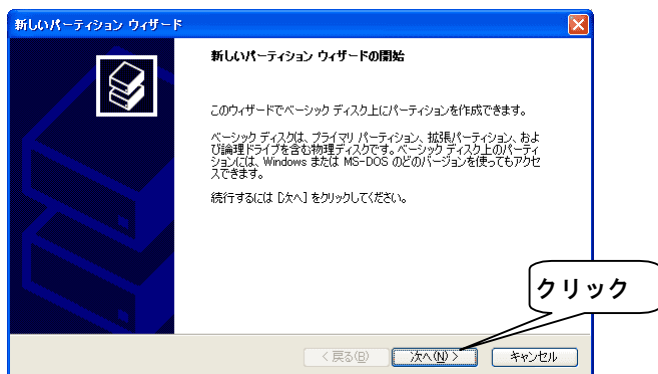 新しいパーティション ウィザード
新しいパーティション ウィザードの開始
このウィザードでベーシック ディスク上にパーティションを作成できます。
ベーシック ディスクは、プライマリ パーティション、拡張パーティション、およ
び論理ドライブを含む物理ディスクです。ベーシック ディスク上のパーティ
ションには、Windows または MS-DOS のどのバージョンを使ってもアクセ
スできます。
続行するには [次へ] をクリックしてください。
クリック
< 戻る(B)
次へ(N) >
キャンセル